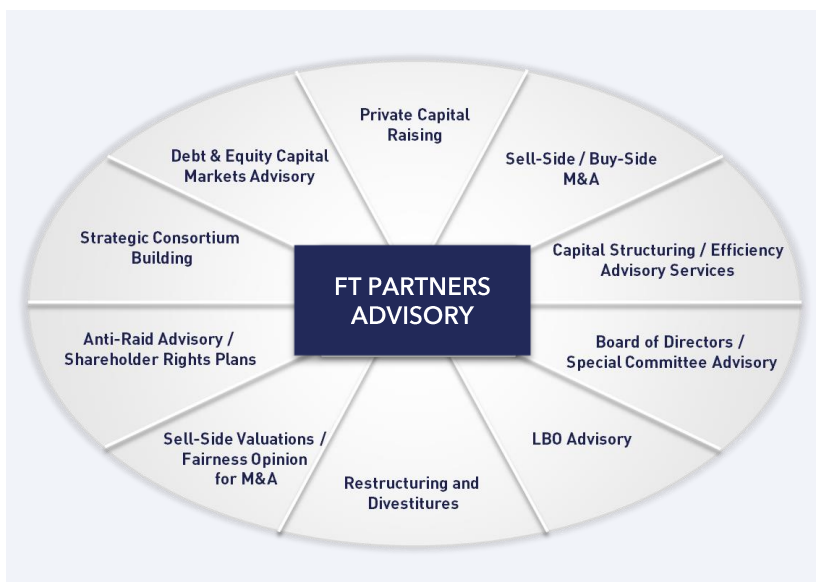 Private Capital
Raising
Debt & Equity Capital
Markets Advisory
Sell-Side / Buy-Side
M&A
Strategic Consortium
Building
Capital Structuring / Efficiency
Advisory Services
FT PARTNERS
ADVISORY
Anti-Raid Advisory /
Shareholder Rights Plans
Board of Directors /
Special Committee Advisory
Sell-Side Valuations /
Fairness Opinion
for M&A
LBO Advisory
Restructuring and
Divestitures